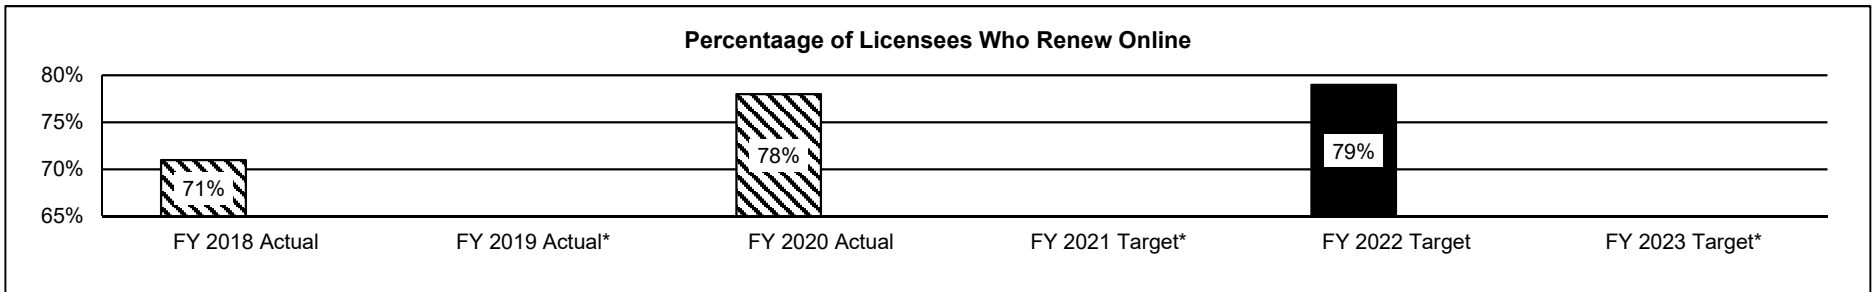 Percentaage of Licensees Who Renew Online
80%
75%
70%
65%
71%
78%
79%
FY 2018 Actual
FY 2019 Actual*
FY 2020 Actual
FY 2021 Target*
FY 2022 Target
FY 2023 Target*